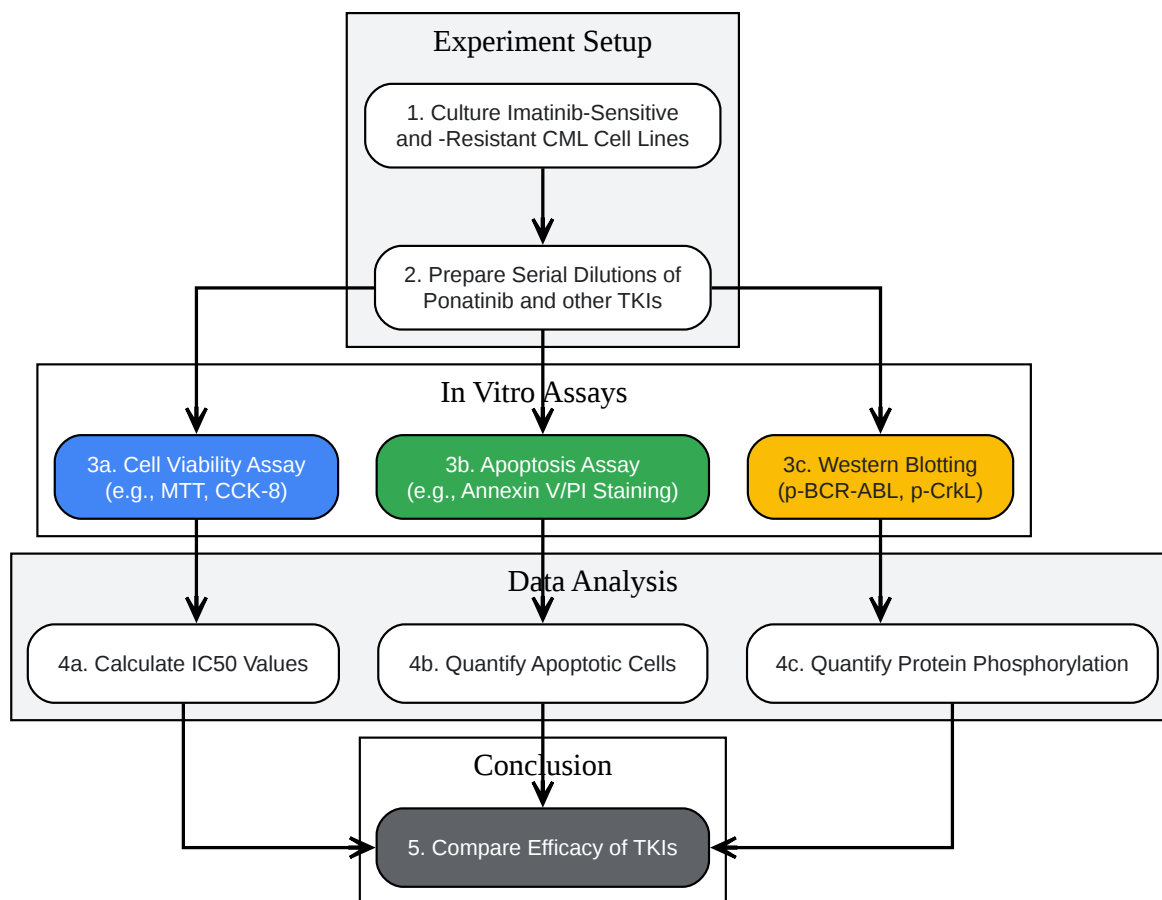 Experiment Setup
1. Culture Imatinib-Sensitive
and -Resistant CML Cell Lines
2. Prepare Serial Dilutions of
Ponatinib and other TKIs
In Vitro Assays
3a. Cell Viability Assay
(e.g., MTT, CCK-8)
3b. Apoptosis Assay
(e.g., Annexin V/PI Staining)
3c. Western Blotting
(p-BCR-ABL, p-CrkL)
Data Analysis
4a. Calculate IC50 Values
4b. Quantify Apoptotic Cells
4c. Quantify Protein Phosphorylation
Conclusion
5. Compare Efficacy of TKIs